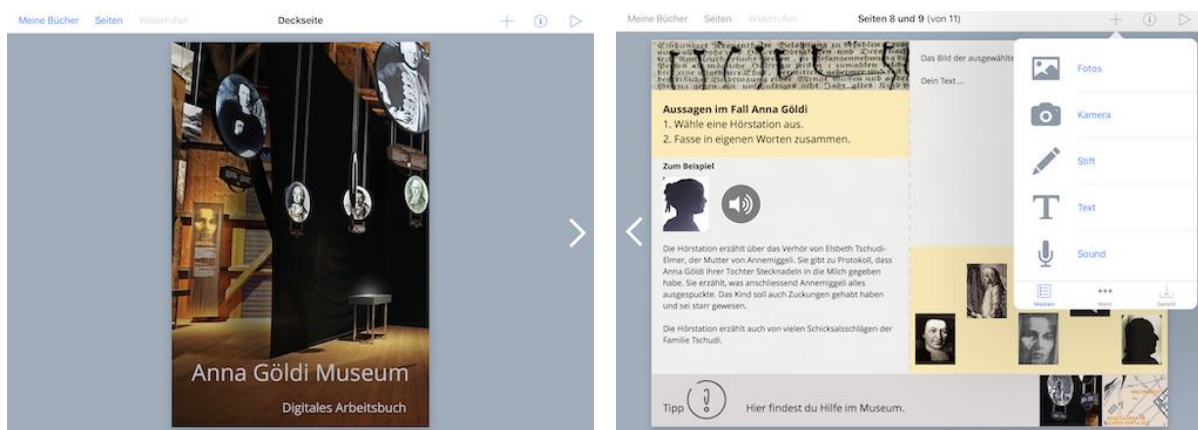 Meine Bücher Seiten Widerrufen Deckseite
Anna Göldi Museum
Digitales Arbeitsbuch
Meine Bücher Seiten Widerrufen Seiten 8 und 9 (von 11)
Aussagen im Fall Anna Göldi
1. Wähle eine Hörstation aus.
2. Fasse in eigenen Worten zusammen.
Zum Beispiel
Die Hörstation erzählt über das Verhör von Elsbeth Tschudi-
Elmer, der Mutter von Annemiggeli. Sie gibt zu Protokoll, dass
Anna Göldi ihrer Tochter Stecknadeln in die Milch gegeben
habe. Sie erzählt, was anschliessend Annemiggeli alles
ausgespuckte. Das Kind soll auch Zuckungen gehabt haben
und sei starr gewesen.
Die Hörstation erzählt auch von vielen Schicksalsschlägen der
Familie Tschudi.
Tipp
Hier findest du Hilfe im Museum.
Das Bild der ausgewählte
Dein Text ...
Fotos
Kamera
Stift
T Text
Sound
Medien Mehr Geteilt